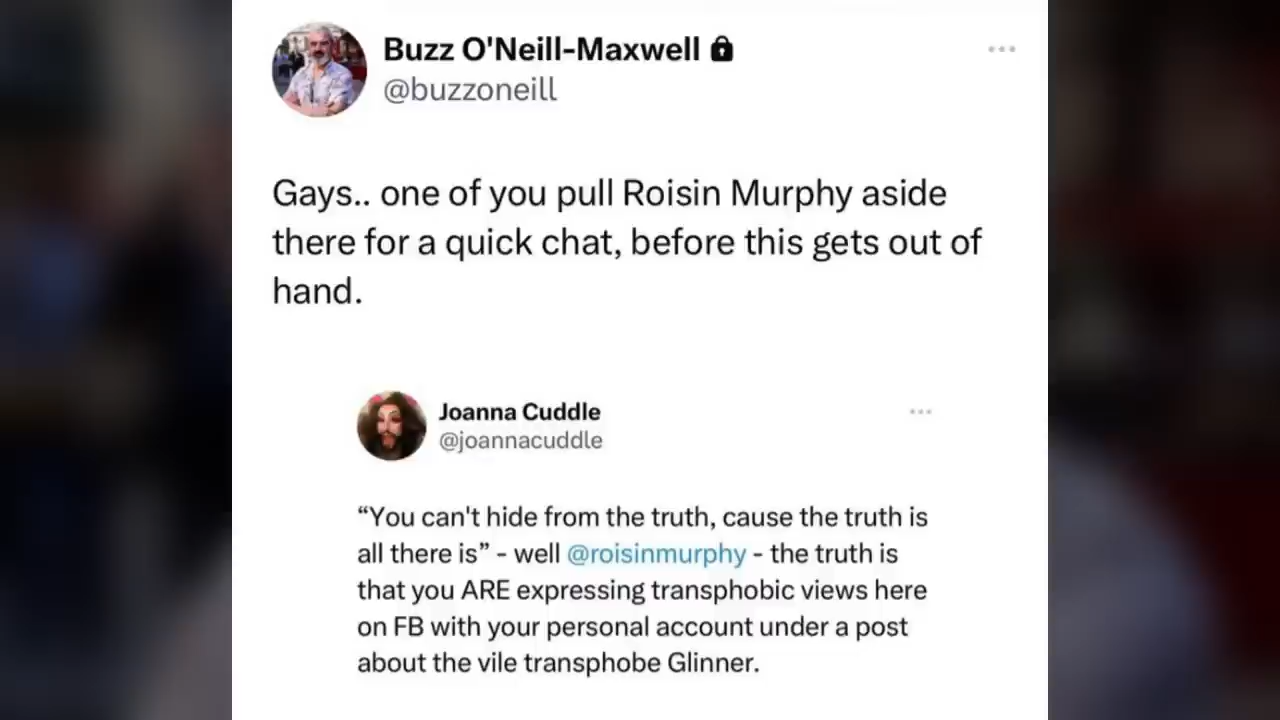 Buzz O'Neill-Maxwell
@buzzoneill
Gays.. one of you pull Roisin Murphy aside
there for a quick chat, before this gets out of
hand.
Joanna Cuddle
@joannacuddle
“You can't hide from the truth, cause the truth is
all there is” - well @roisinmurphy - the truth is
that you ARE expressing transphobic views here
on FB with your personal account under a post
about the vile transphobe Glinner.